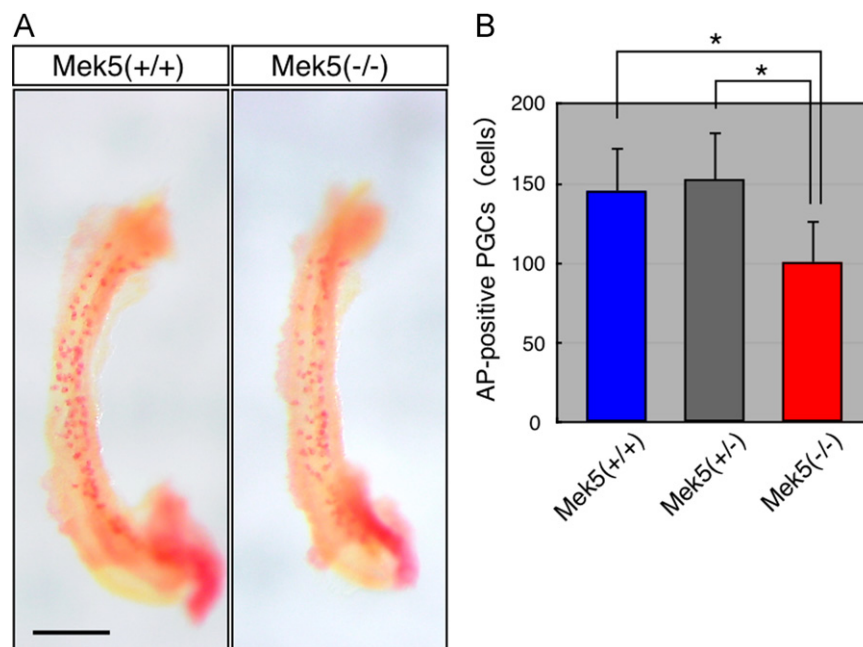 A
Mek5(+/+) Mek5(-/-)
B
* 
*
AP-positive PGCs (cells)
200
150
100
50
0
Mek5(+/+) Mek5(+/-) Mek5(-/-)